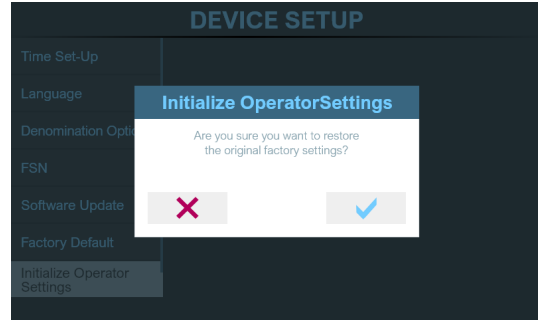 DEVICE SETUP
Time Set-Up
Language
Denomination
FSN
Software Update
Factory Default
Initialize Operator
Settings
Initialize OperatorSettings
Are you sure you want to restore
the original factory settings?